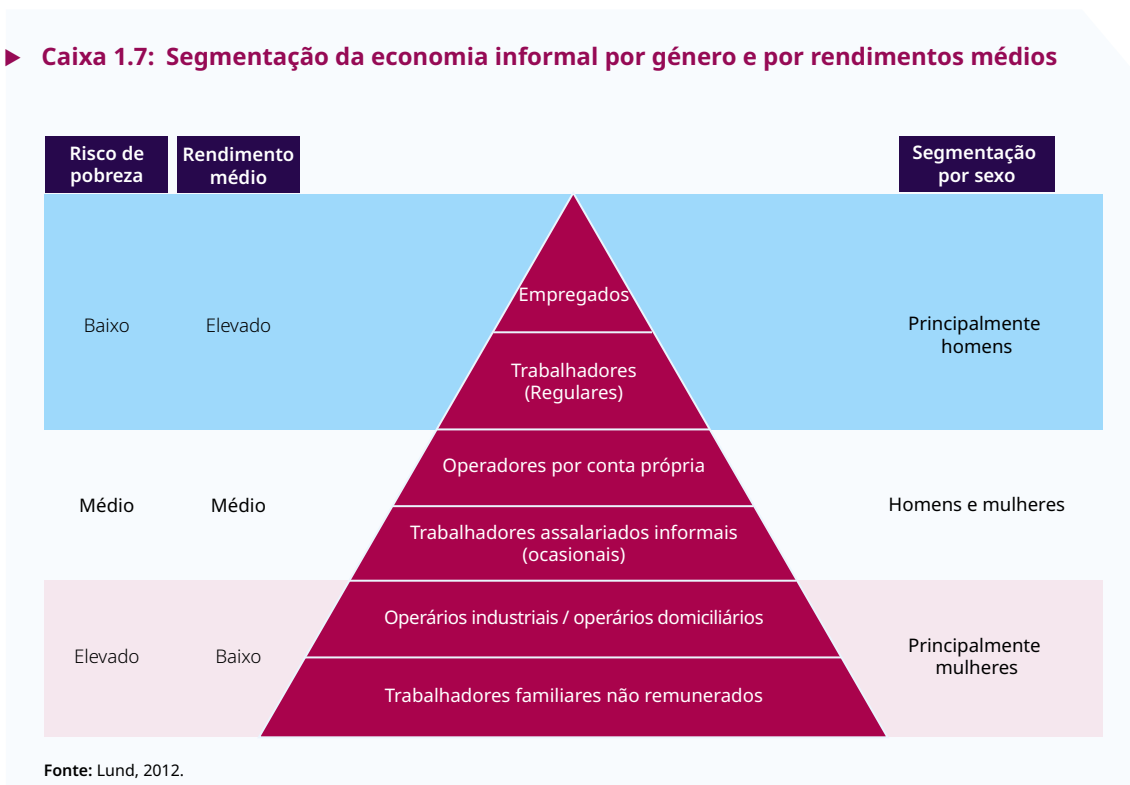 Caixa 1.7: Segmentação da economia informal por género e por rendimentos médios
Risco de
pobreza
Rendimento
médio
Segmentação
por sexo
Empregados
Baixo
Elevado
Principalmente
homens
Trabalhadores
(Regulares)
Operadores por conta própria
Médio
Médio
Homens e mulheres
Trabalhadores assalariados informais
(ocasionais)
Operários industriais / operários domiciliários
Elevado
Baixo
Principalmente
mulheres
Trabalhadores familiares não remunerados
Fonte: Lund, 2012.